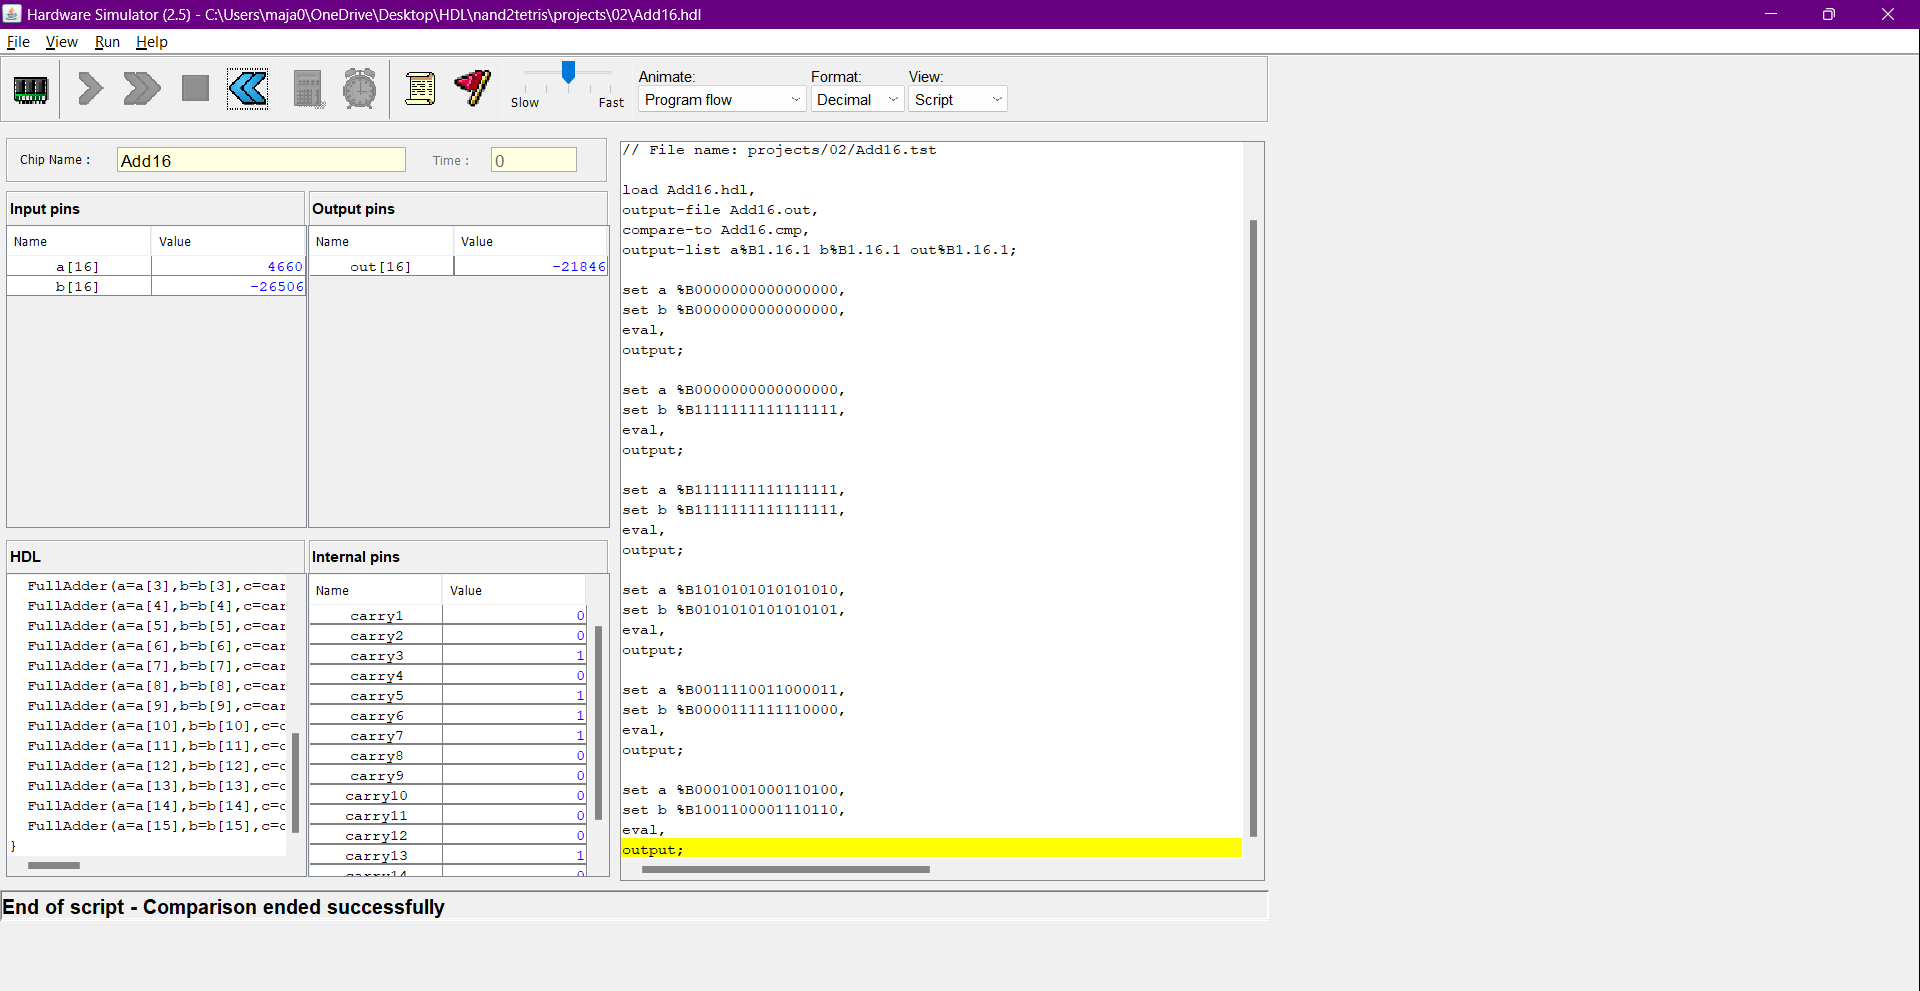 Hardware Simulator (2.5) - C:\Users\maja0\OneDrive\Desktop\HDL\nand2tetris\projects\02\Add16.hdl
File View Run Help
Slow Fast
Animate: Format: View:
Program flow Decimal Script
Chip Name : Add16 Time : 0
Input pins
Name Value
a[16] 4660
b[16] -26506
Output pins
Name Value
out[16] -21846
HDL
FullAdder(a=a[3],b=b[3],c=car
FullAdder(a=a[4],b=b[4],c=car
FullAdder(a=a[5],b=b[5],c=car
FullAdder(a=a[6],b=b[6],c=car
FullAdder(a=a[7],b=b[7],c=car
FullAdder(a=a[8],b=b[8],c=car
FullAdder(a=a[9],b=b[9],c=car
FullAdder(a=a[10],b=b[10],c=c
FullAdder(a=a[11],b=b[11],c=c
FullAdder(a=a[12],b=b[12],c=c
FullAdder(a=a[13],b=b[13],c=c
FullAdder(a=a[14],b=b[14],c=c
FullAdder(a=a[15],b=b[15],c=c
}
Internal pins
Name Value
carry1 0
carry2 0
carry3 1
carry4 0
carry5 1
carry6 1
carry7 1
carry8 0
carry9 0
carry10 0
carry11 0
carry12 0
carry13 1
carry14 0
// File name: projects/02/Add16.tst
load Add16.hdl,
output-file Add16.out,
compare-to Add16.cmp,
output-list a%B1.16.1 b%B1.16.1 out%B1.16.1;
set a %B0000000000000000,
set b %B0000000000000000,
eval,
output;
set a %B0000000000000000,
set b %B1111111111111111,
eval,
output;
set a %B1111111111111111,
set b %B1111111111111111,
eval,
output;
set a %B1010101010101010,
set b %B0101010101010101,
eval,
output;
set a %B0011110011000011,
set b %B0000111111110000,
eval,
output;
set a %B0001001000110100,
set b %B1001100001110110,
eval,
output;
End of script - Comparison ended successfully